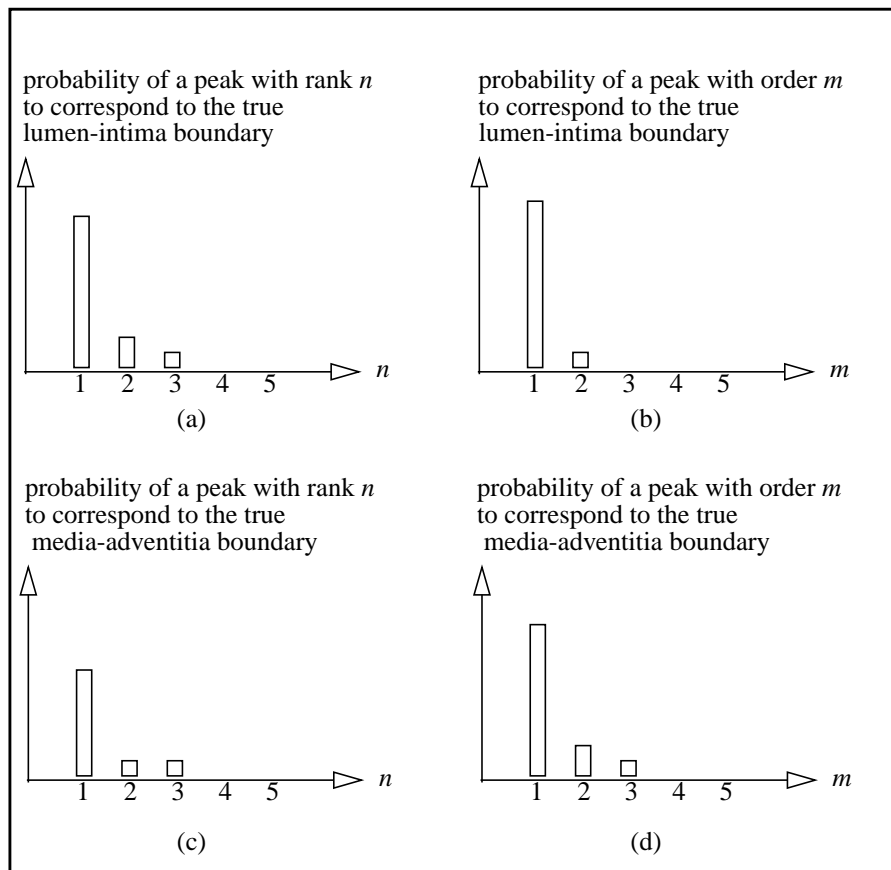 probability of a peak with rank n
to correspond to the true
lumen-intima boundary
n
1 2 3 4 5
(a)
probability of a peak with order m
to correspond to the true
lumen-intima boundary
m
1 2 3 4 5
(b)
probability of a peak with rank n
to correspond to the true
media-adventitia boundary
n
1 2 3 4 5
(c)
probability of a peak with order m
to correspond to the true
media-adventitia boundary
m
1 2 3 4 5
(d)